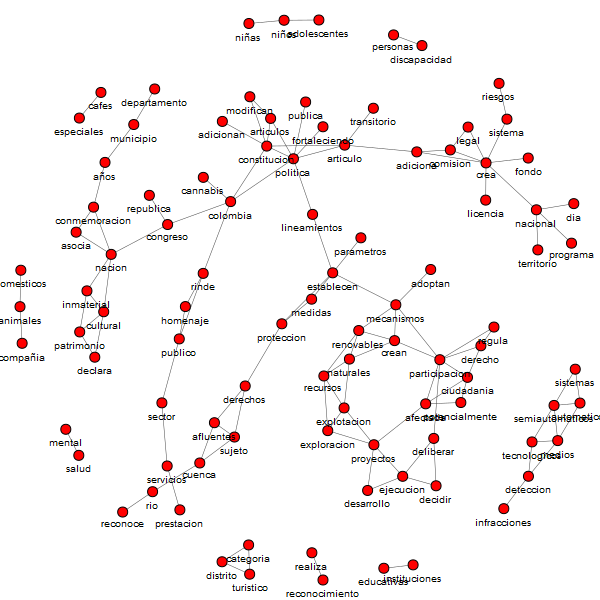 niñas
niños
adolescentes
personas
discapacidad
cafes
especiales
departamento
municipio
modifican
publica
transitorio
riesgos
adicionan
articulos
fortaleciendo
legal
sistema
constitucion
politica
articulo
adiciona
comision
crea
fondo
años
cannabis
republica
colombia
licencia
conmemoracion
asocia
congreso
lineamientos
nacional
dia
programa
territorio
nacion
parametros
rinde
establecen
adoptan
domesticos
inmaterial
medidas
mecanismos
animales
cultural
homenaje
proteccion
regula
compañia
patrimonio
declara
publico
renovables
crean
derecho
naturales
participacion
recursos
ciudadania
sistemas
derechos
sector
explotacion
afectada
potencialmente
semiautomaticos
exploracion
afluentes
sujeto
proyectos
deliberar
tecnologicos
medios
mental
salud
servicios
cuenca
rio
desarrollo
ejecucion
decidir
deteccion
reconoce
prestacion
infracciones
categoria
distrito
turistico
realiza
reconocimiento
educativas
instituciones